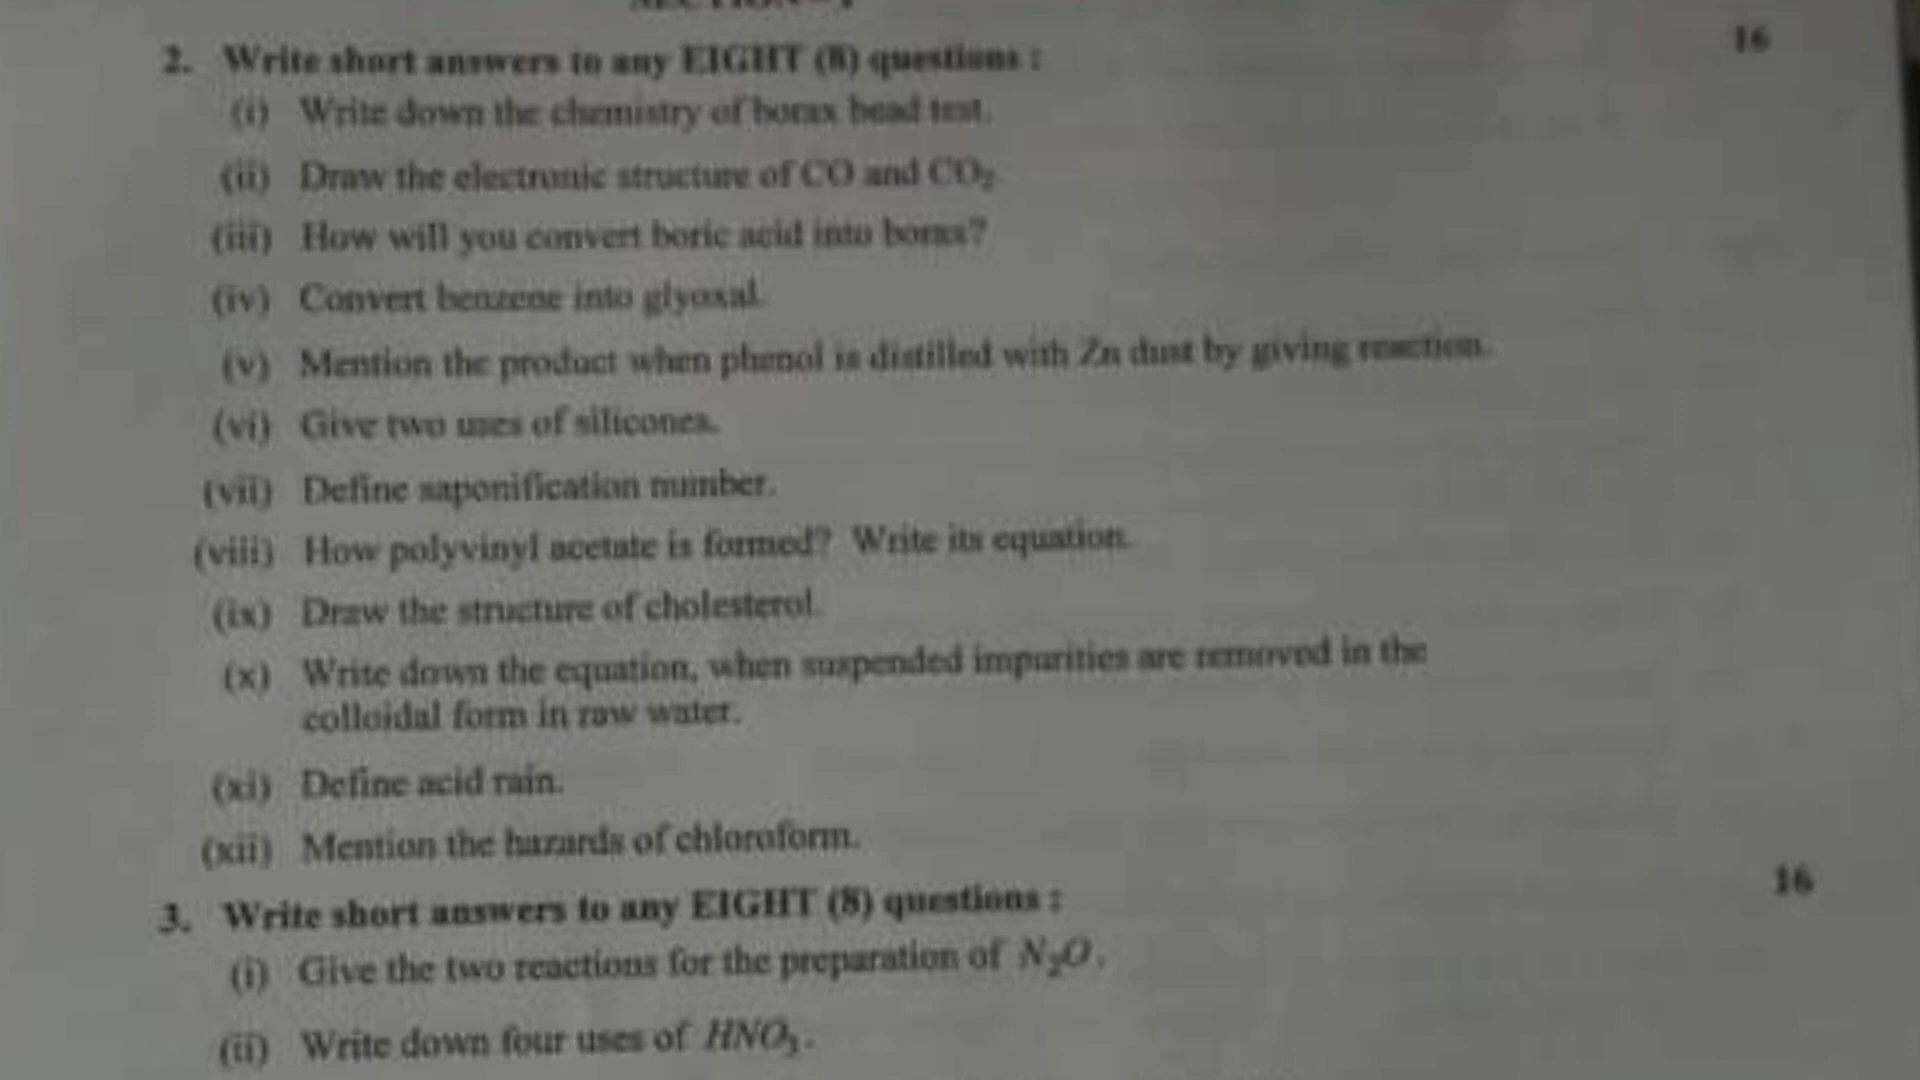 2. Write short answers to any EIGHT (8) questions : 16
(i) Write down the chemistry of borax bead test.
(ii) Draw the electronic structure of CO and CO₂.
(iii) How will you convert boric acid into borax?
(iv) Convert benzene into glyoxal.
(v) Mention the product when phenol is distilled with Zn dust by giving reaction.
(vi) Give two uses of silicones.
(vii) Define saponification number.
(viii) How polyvinyl acetate is formed? Write its equation.
(ix) Draw the structure of cholesterol.
(x) Write down the equation, when suspended impurities are removed in the
colloidal form in raw water.
(xi) Define acid rain.
(xii) Mention the hazards of chloroform.
3. Write short answers to any EIGHT (8) questions : 16
(i) Give the two reactions for the preparation of N₂O.
(ii) Write down four uses of HNO₃.